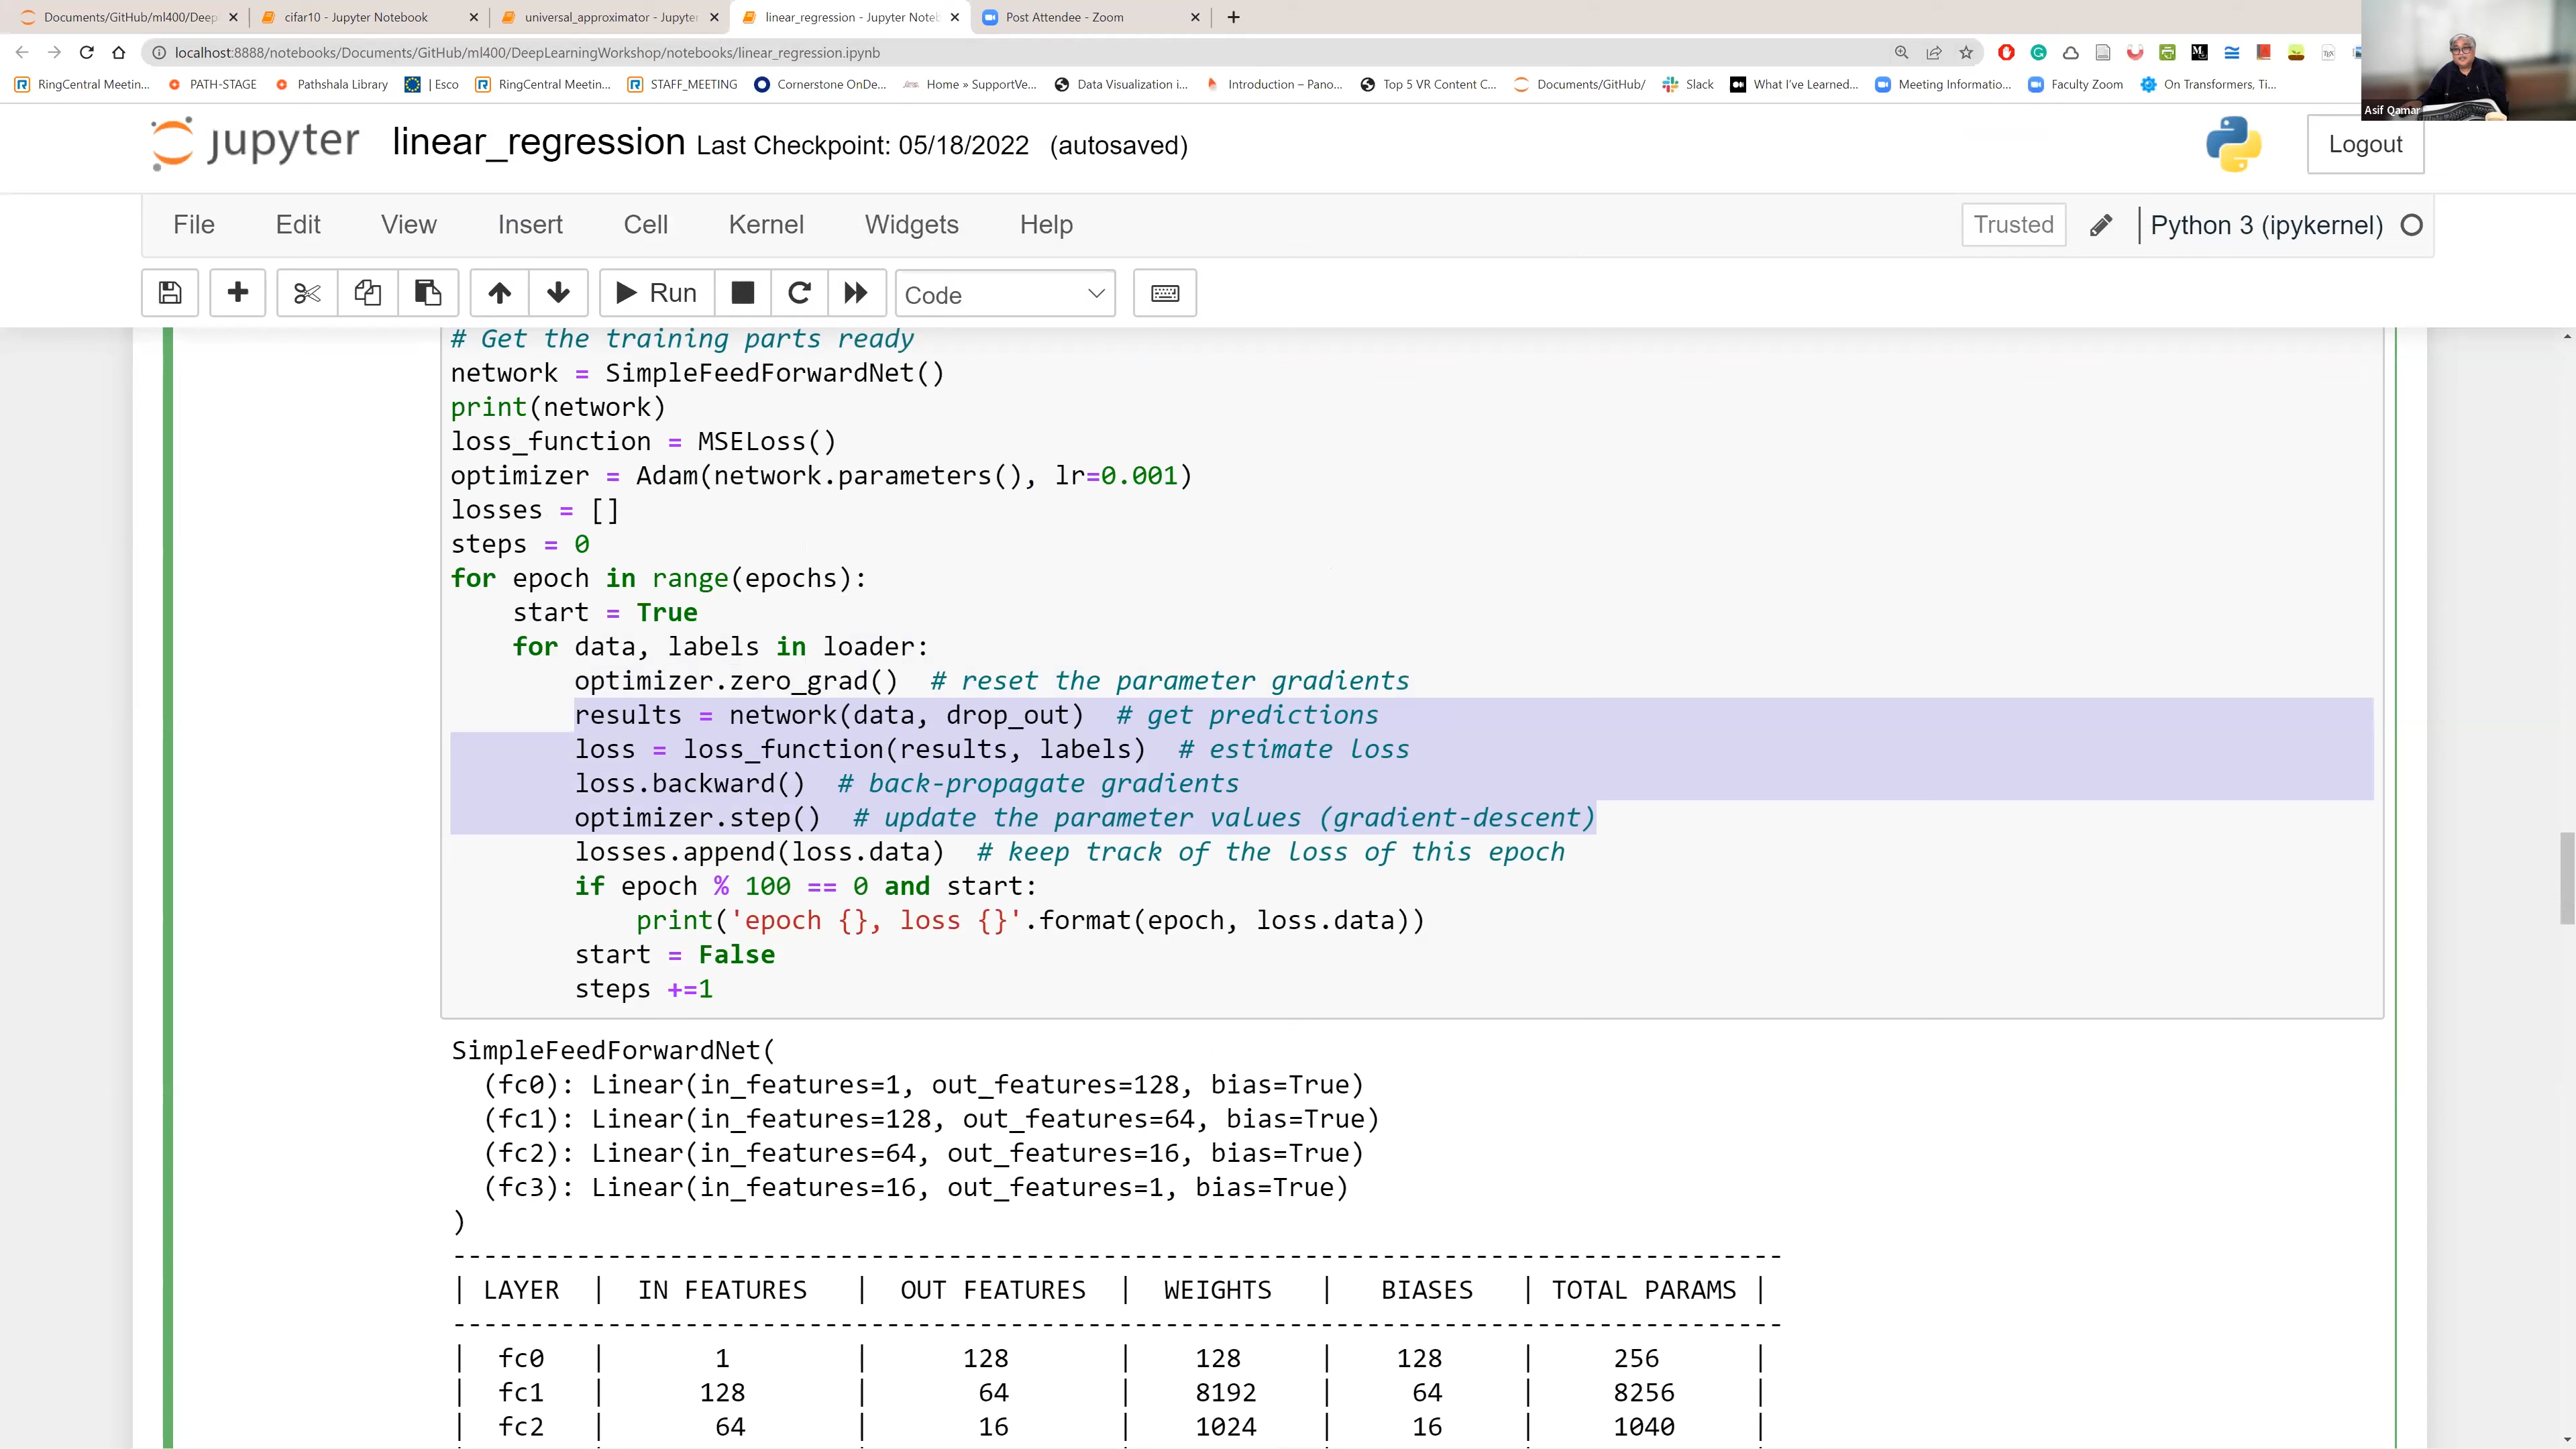 Documents/GitHub/ml400/Deep
cifar10 - Jupyter Notebook
universal_approximator - Jupyter
linear_regression - Jupyter Noteb
Post Attendee - Zoom
localhost:8888/notebooks/Documents/GitHub/ml400/DeepLearningWorkshop/notebooks/linear_regression.ipynb
RingCentral Meetin...
PATH-STAGE
Pathshala Library
| Esco
RingCentral Meetin...
STAFF_MEETING
Cornerstone OnDe...
Home » SupportVe...
Data Visualization i...
Introduction – Pano...
Top 5 VR Content C...
Documents/GitHub/
Slack
What I've Learned...
Meeting Informatio...
Faculty Zoom
On Transformers, Ti...
Asif Qamar
jupyter linear_regression Last Checkpoint: 05/18/2022 (autosaved)
Logout
File Edit View Insert Cell Kernel Widgets Help
Trusted
Python 3 (ipykernel)
Run
Code
# Get the training parts ready
network = SimpleFeedForwardNet()
print(network)
loss_function = MSELoss()
optimizer = Adam(network.parameters(), lr=0.001)
losses = []
steps = 0
for epoch in range(epochs):
    start = True
    for data, labels in loader:
        optimizer.zero_grad()  # reset the parameter gradients
        results = network(data, drop_out)  # get predictions
        loss = loss_function(results, labels)  # estimate loss
        loss.backward()  # back-propagate gradients
        optimizer.step()  # update the parameter values (gradient-descent)
        losses.append(loss.data)  # keep track of the loss of this epoch
        if epoch % 100 == 0 and start:
            print('epoch {}, loss {}'.format(epoch, loss.data))
        start = False
        steps +=1
SimpleFeedForwardNet(
  (fc0): Linear(in_features=1, out_features=128, bias=True)
  (fc1): Linear(in_features=128, out_features=64, bias=True)
  (fc2): Linear(in_features=64, out_features=16, bias=True)
  (fc3): Linear(in_features=16, out_features=1, bias=True)
)
--------------------------------------------------------------------------------------
| LAYER | IN FEATURES | OUT FEATURES | WEIGHTS | BIASES | TOTAL PARAMS |
--------------------------------------------------------------------------------------
| fc0 | 1 | 128 | 128 | 128 | 256 |
| fc1 | 128 | 64 | 8192 | 64 | 8256 |
| fc2 | 64 | 16 | 1024 | 16 | 1040 |